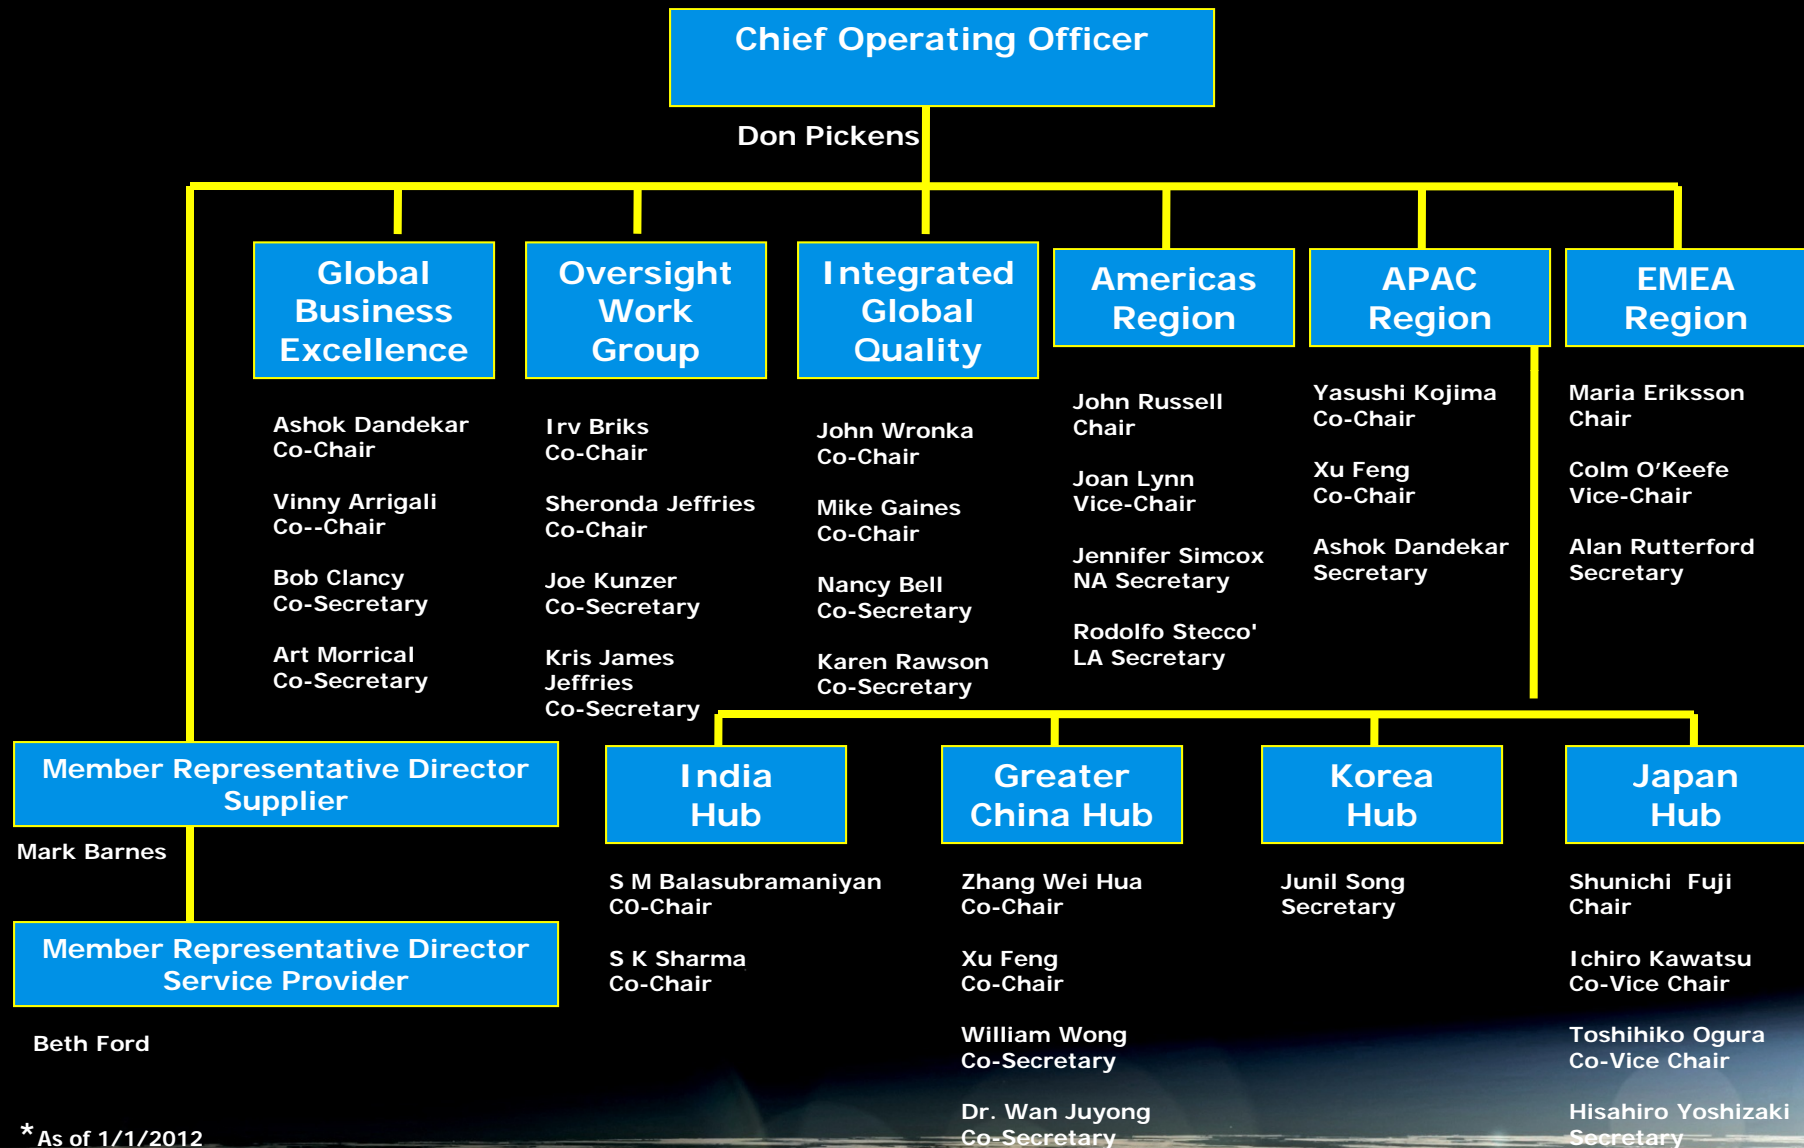 Chief Operating Officer
Don Pickens
Global
Business
Excellence
Ashok Dandekar
Co-Chair
Vinny Arrigali
Co--Chair
Bob Clancy
Co-Secretary
Art Morrical
Co-Secretary
Oversight
Work
Group
Irv Briks
Co-Chair
Sheronda Jeffries
Co-Chair
Joe Kunzer
Co-Secretary
Kris James
Jeffries
Co-Secretary
Integrated
Global
Quality
John Wronka
Co-Chair
Mike Gaines
Co-Chair
Nancy Bell
Co-Secretary
Karen Rawson
Co-Secretary
Americas
Region
John Russell
Chair
Joan Lynn
Vice-Chair
Jennifer Simcox
NA Secretary
Rodolfo Stecco'
LA Secretary
APAC
Region
Yasushi Kojima
Co-Chair
Xu Feng
Co-Chair
Ashok Dandekar
Secretary
EMEA
Region
Maria Eriksson
Chair
Colm O’Keefe
Vice-Chair
Alan Rutterford
Secretary
Member Representative Director
Supplier
Mark Barnes
Member Representative Director
Service Provider
Beth Ford
India
Hub
S M Balasubramaniyan
C0-Chair
S K Sharma
Co-Chair
Greater
China Hub
Zhang Wei Hua
Co-Chair
Xu Feng
Co-Chair
William Wong
Co-Secretary
Dr. Wan Juyong
Co-Secretary
Korea
Hub
Junil Song
Secretary
Japan
Hub
Shunichi  Fuji
Chair
Ichiro Kawatsu
Co-Vice Chair
Toshihiko Ogura
Co-Vice Chair
Hisahiro Yoshizaki
Secretary
*As of 1/1/2012